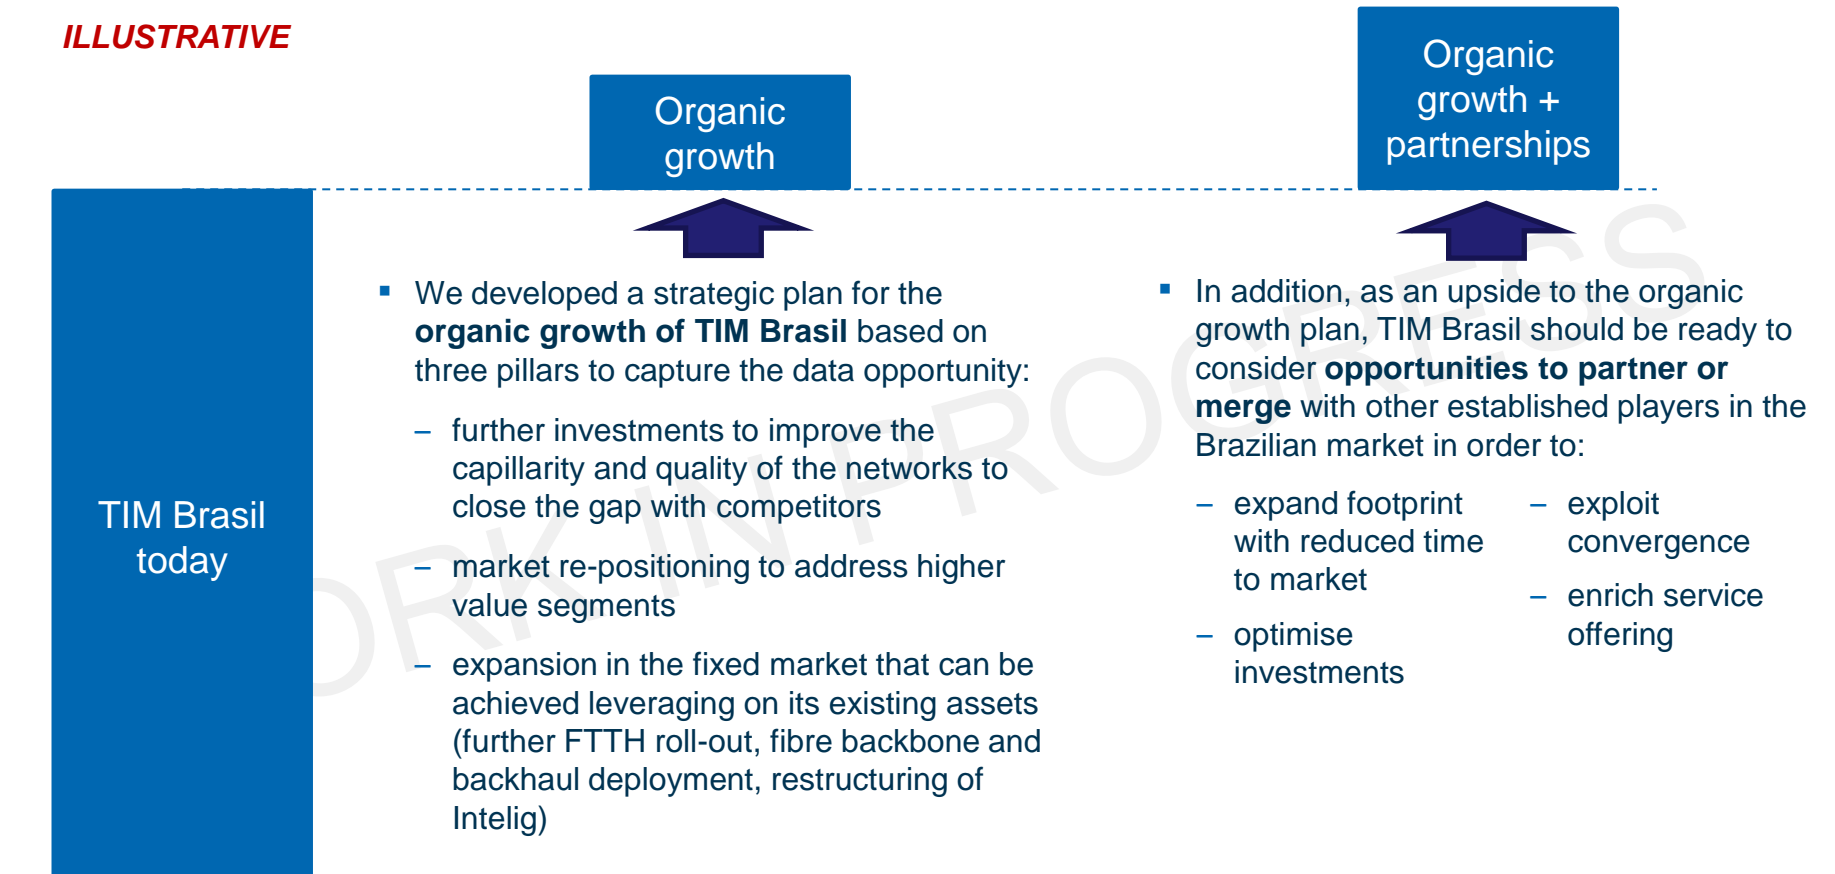 ILLUSTRATIVE
Organic
growth
Organic
growth +
partnerships
TIM Brasil
today
▪ We developed a strategic plan for the
organic growth of TIM Brasil based on
three pillars to capture the data opportunity:
– further investments to improve the
capillarity and quality of the networks to
close the gap with competitors
– market re-positioning to address higher
value segments
– expansion in the fixed market that can be
achieved leveraging on its existing assets
(further FTTH roll-out, fibre backbone and
backhaul deployment, restructuring of
Intelig)
▪ In addition, as an upside to the organic
growth plan, TIM Brasil should be ready to
consider opportunities to partner or
merge with other established players in the
Brazilian market in order to:
– expand footprint
with reduced time
to market
– optimise
investments
– exploit
convergence
– enrich service
offering
ORK IN PROGRESS